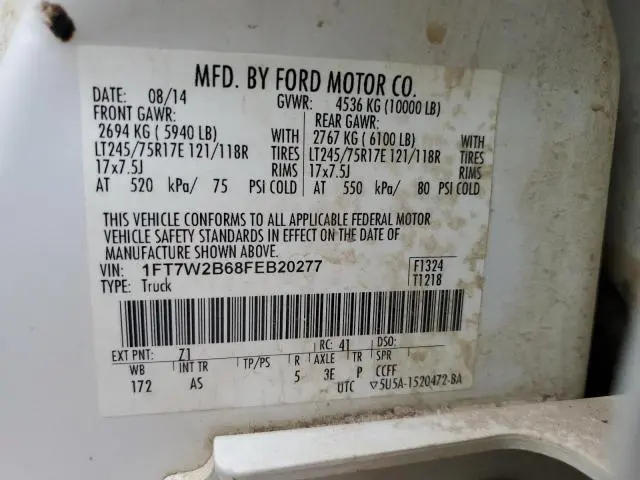 MFD. BY FORD MOTOR CO.
DATE: 08/14 GVWR: 4536 KG (10000 LB)
FRONT GAWR: REAR GAWR:
2694 KG ( 5940 LB) WITH 2767 KG ( 6100 LB) WITH
LT245/75R17E 121/118R TIRES LT245/75R17E 121/118R TIRES
17x7.5J RIMS 17x7.5J RIMS
AT 520 kPa/ 75 PSI COLD AT 550 kPa/ 80 PSI COLD
THIS VEHICLE CONFORMS TO ALL APPLICABLE FEDERAL MOTOR
VEHICLE SAFETY STANDARDS IN EFFECT ON THE DATE OF
MANUFACTURE SHOWN ABOVE.
VIN: 1FT7W2B68FEB20277 F1324
TYPE: Truck T1218
EXT PNT: Z1 RC: 41 DSO:
WB INT TR TP/PS R AXLE TR SPR
172 AS 5 3E P CCFF
UTC ▽5U5A-1520472-BA